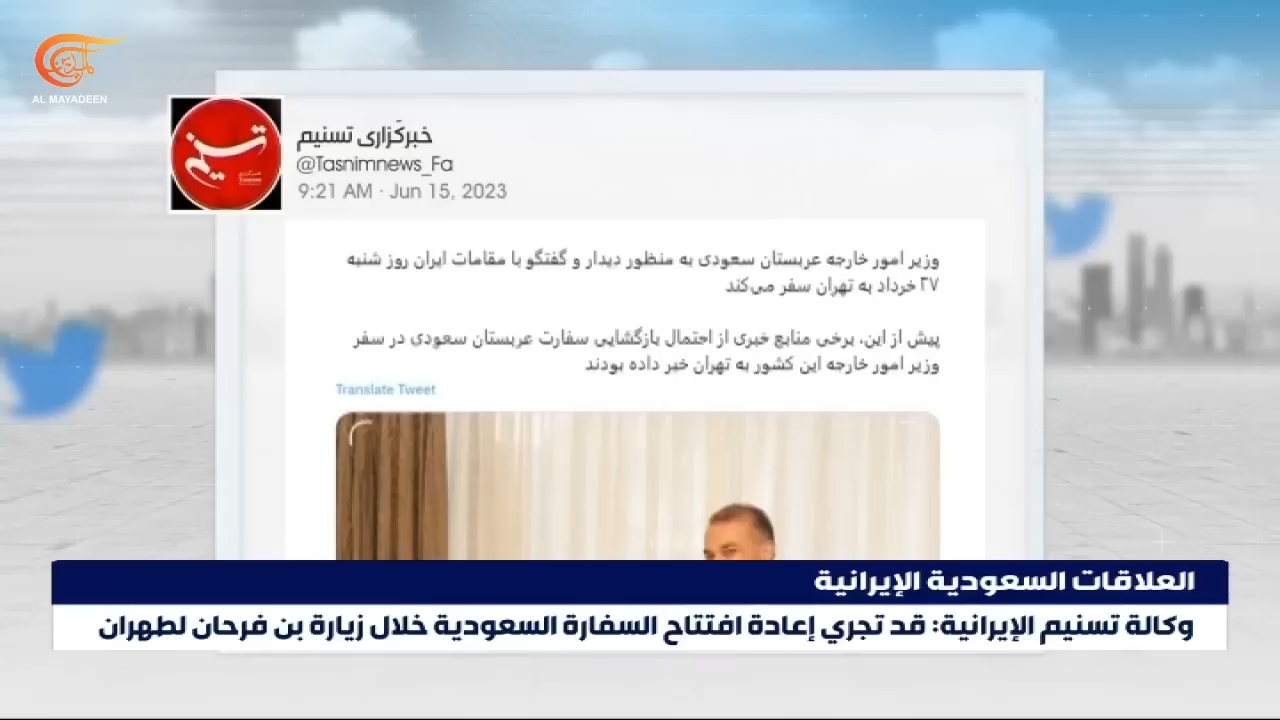 المیادین
AL MAYADEEN
تسنیم
خبرگزاری تسنیم
@Tasnimnews_Fa
9:21 AM · Jun 15, 2023
وزیر امور خارجه عربستان سعودی به منظور دیدار و گفتگو با مقامات ایران روز شنبه
۲۷ خرداد به تهران سفر می‌کند
پیش از این، برخی منابع خبری از احتمال بازگشایی سفارت عربستان سعودی در سفر
وزیر امور خارجه این کشور به تهران خبر داده بودند
Translate Tweet
العلاقات السعودية الإيرانية
وكالة تسنيم الإيرانية: قد تجري إعادة افتتاح السفارة السعودية خلال زيارة بن فرحان لطهران